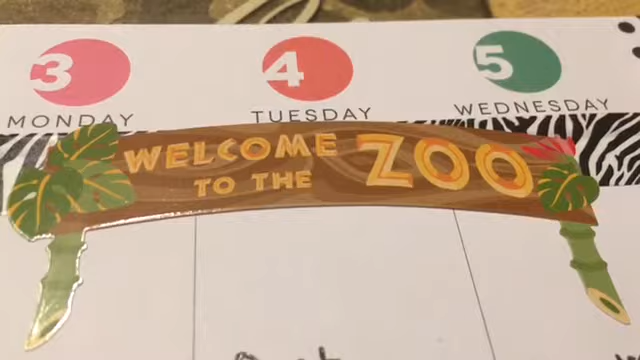 3 4 5
MONDAY TUESDAY WEDNESDAY
WELCOME ZOO
TO THE